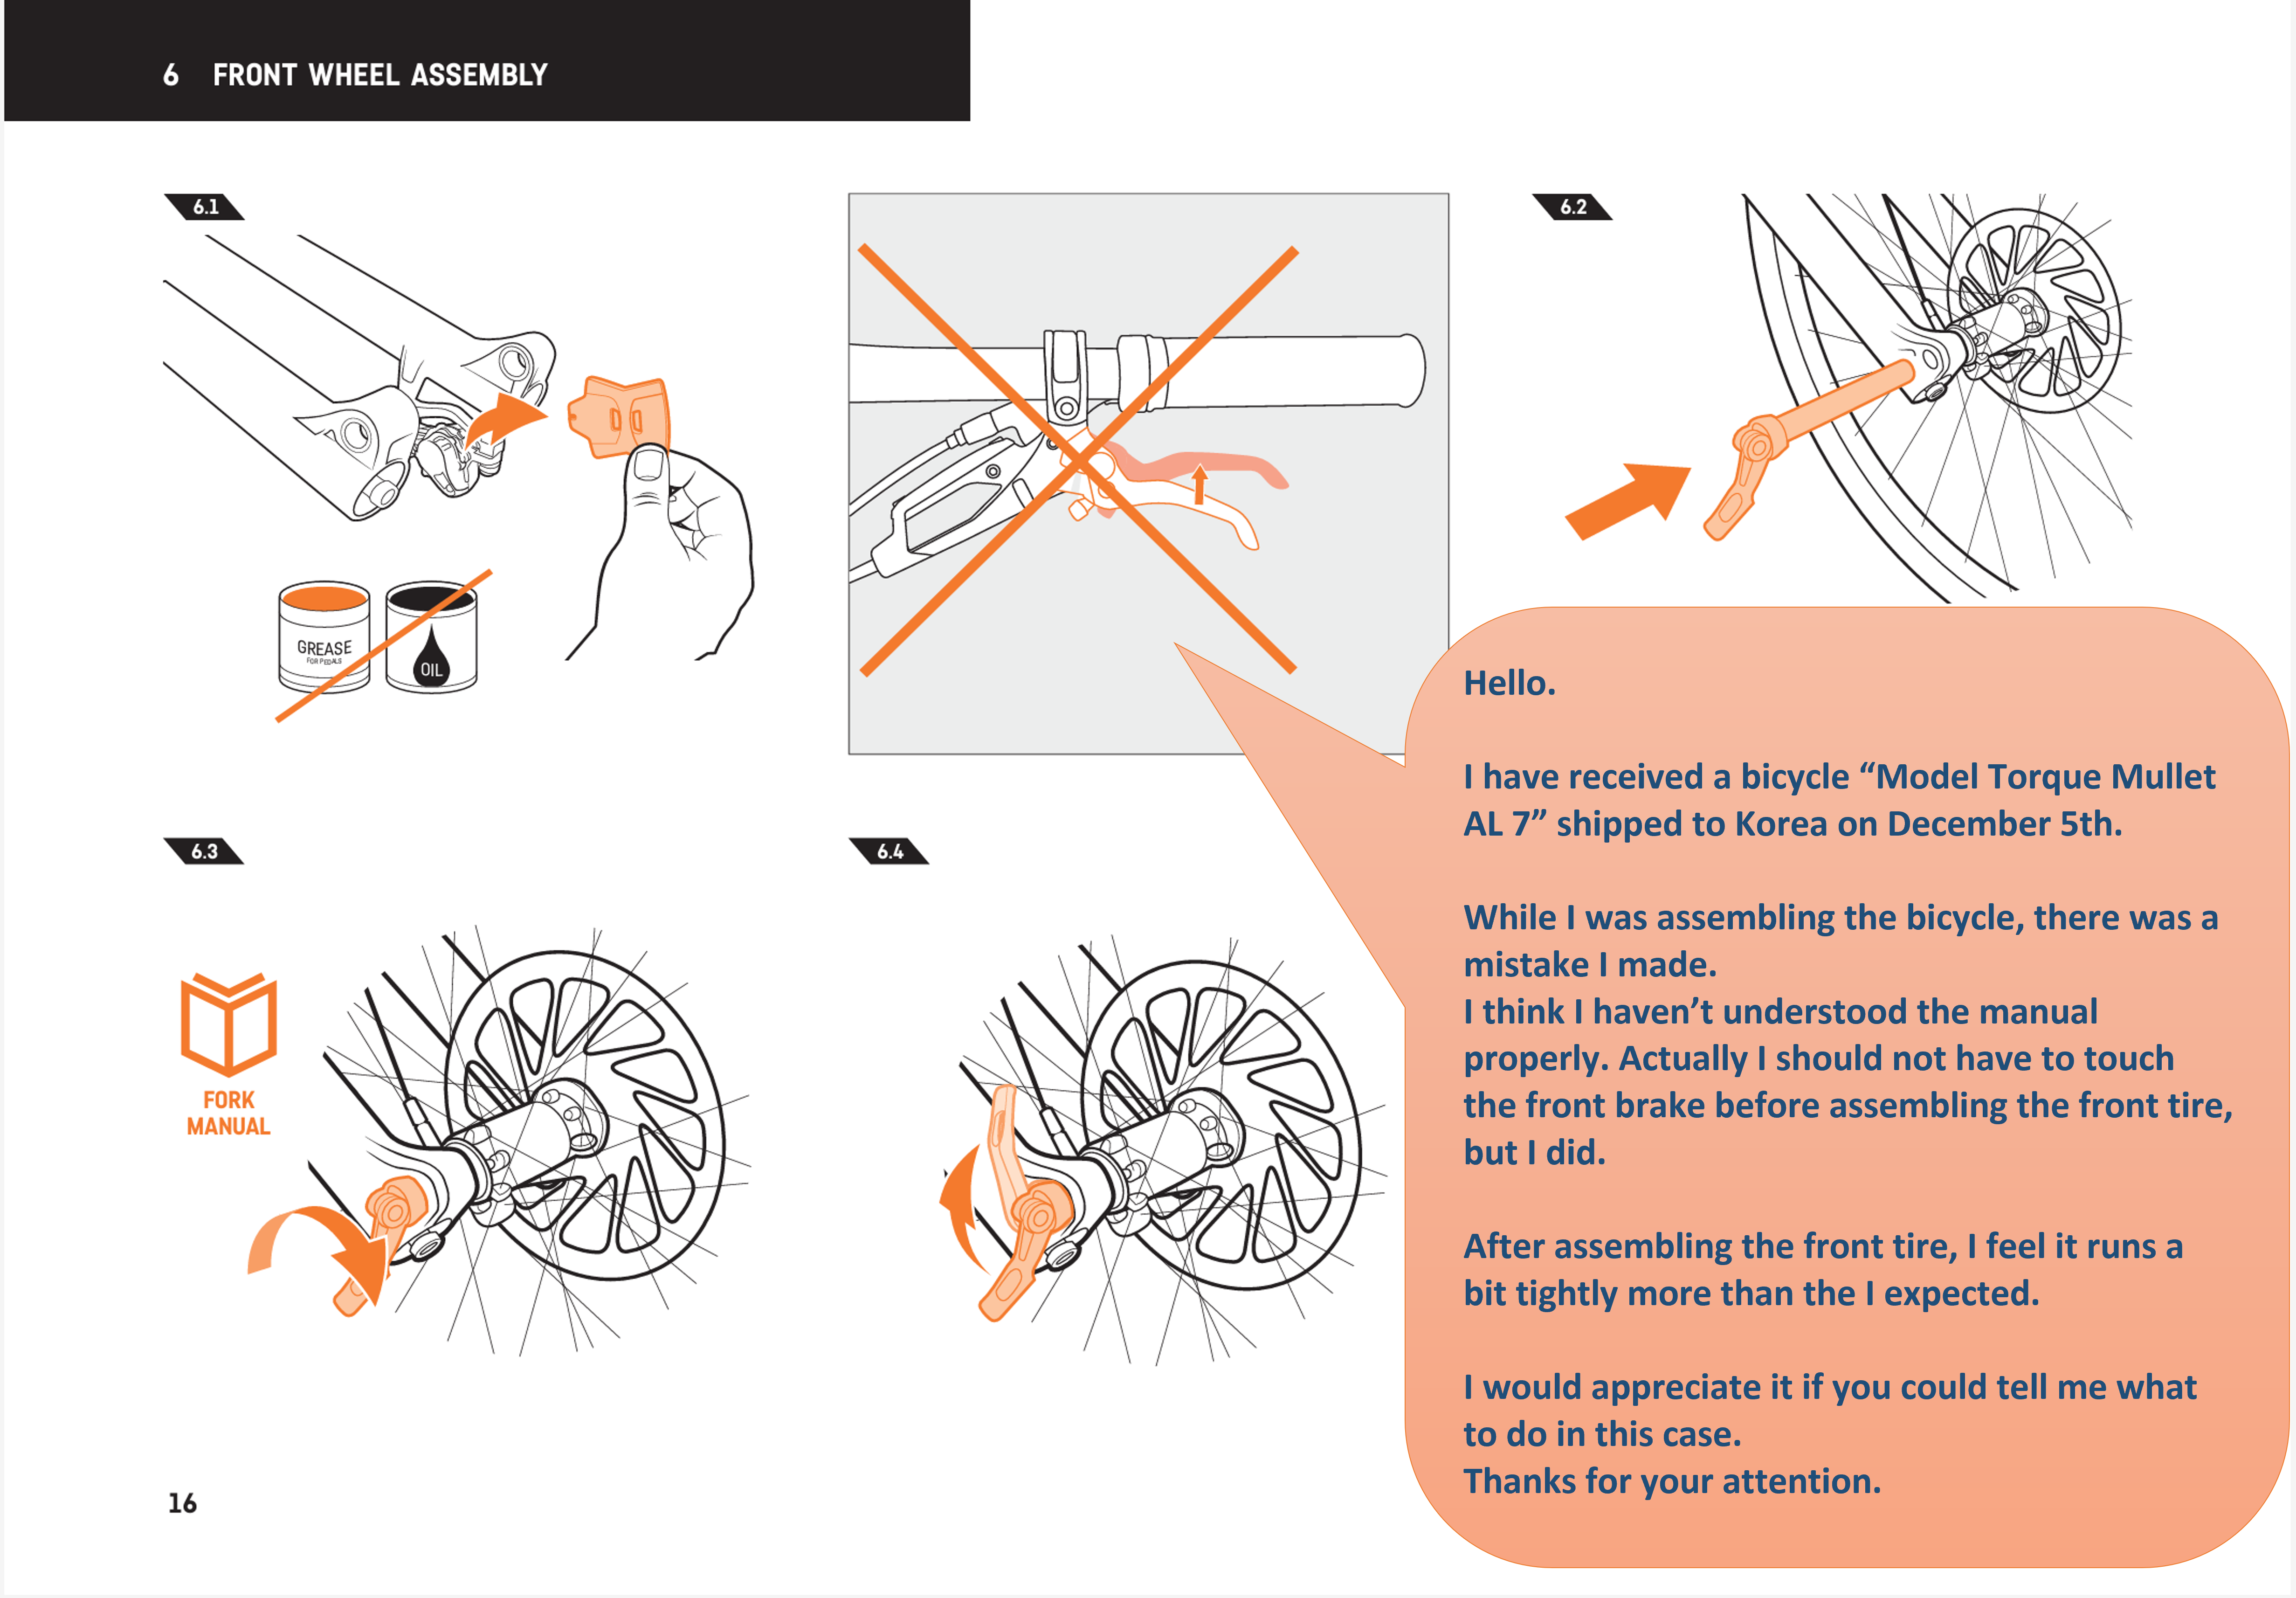 6 FRONT WHEEL ASSEMBLY
6.1
GREASE
FOR PEDALS
OIL
6.2
6.3
FORK
MANUAL
6.4
Hello.
I have received a bicycle “Model Torque Mullet
AL 7” shipped to Korea on December 5th.
While I was assembling the bicycle, there was a
mistake I made.
I think I haven’t understood the manual
properly. Actually I should not have to touch
the front brake before assembling the front tire,
but I did.
After assembling the front tire, I feel it runs a
bit tightly more than the I expected.
I would appreciate it if you could tell me what
to do in this case.
Thanks for your attention.
16